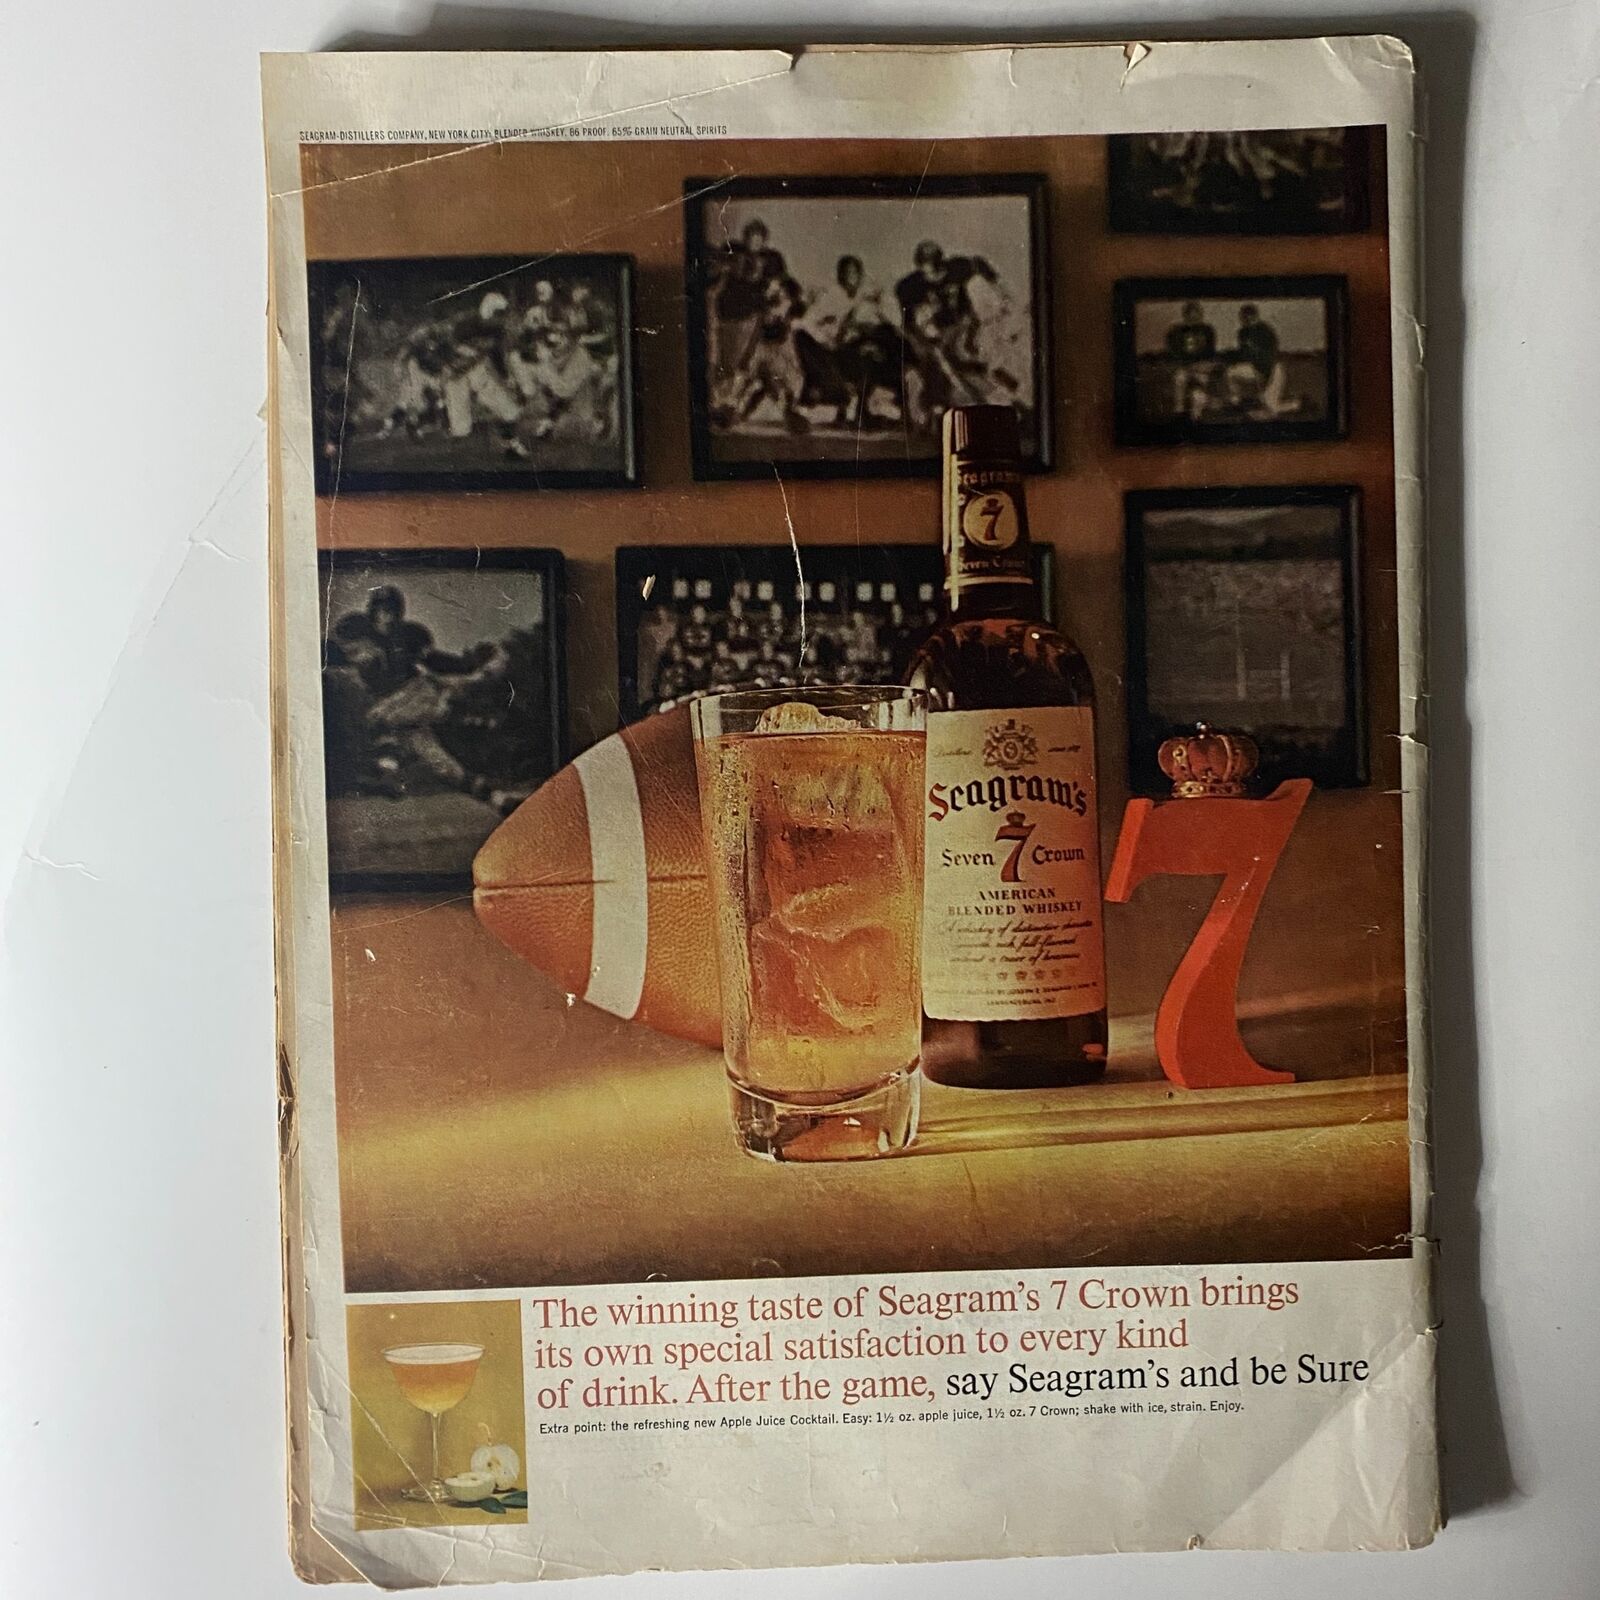 SEAGRAM-DISTILLERS COMPANY, NEW YORK CITY. BLENDED WHISKEY. 86 PROOF. 65% GRAIN NEUTRAL SPIRITS
Seagram's
7
Seven Crown
Seagram's
Seven 7 Crown
AMERICAN
BLENDED WHISKEY
A whiskey of distinctive
7
The winning taste of Seagram's 7 Crown brings
its own special satisfaction to every kind
of drink. After the game, say Seagram's and be Sure
Extra point: the refreshing new Apple Juice Cocktail. Easy: 1½ oz. apple juice, 1½ oz. 7 Crown; shake with ice, strain. Enjoy.